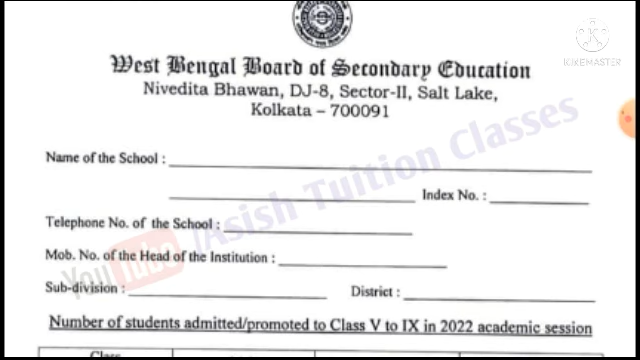 West Bengal Board of Secondary Education
Nivedita Bhawan, DJ-8, Sector-II, Salt Lake,
Kolkata – 700091
KINEMASTER
Name of the School :
Index No. :
Telephone No. of the School :
Mob. No. of the Head of the Institution :
Sub-division : District :
YouTube /Asish Tuition Classes
Number of students admitted/promoted to Class V to IX in 2022 academic session
Class